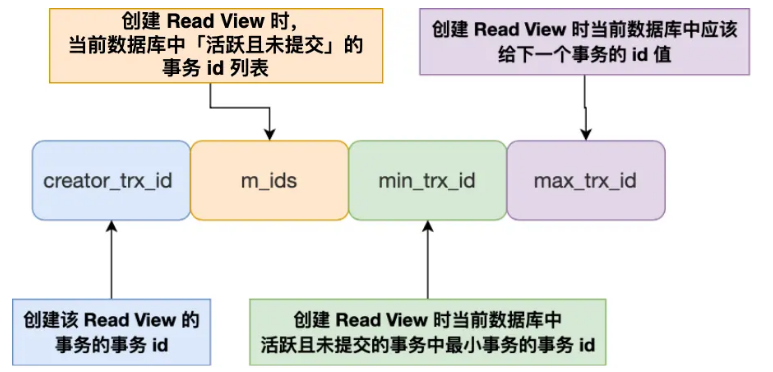 创建 Read View 时，
当前数据库中「活跃且未提交」的
事务 id 列表
创建 Read View 时当前数据库中应该
给下一个事务的 id 值
creator_trx_id
m_ids
min_trx_id
max_trx_id
创建该 Read View 的
事务的事务 id
创建 Read View 时当前数据库中
活跃且未提交的事务中最小事务的事务 id